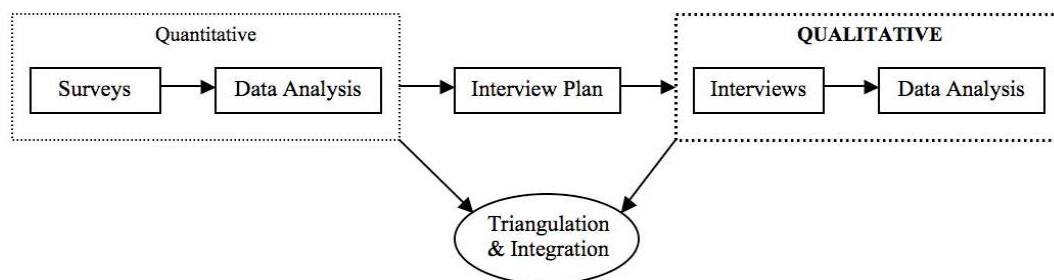 Quantitative
QUALITATIVE
Surveys
Data Analysis
Interview Plan
Interviews
Data Analysis
Triangulation
& Integration